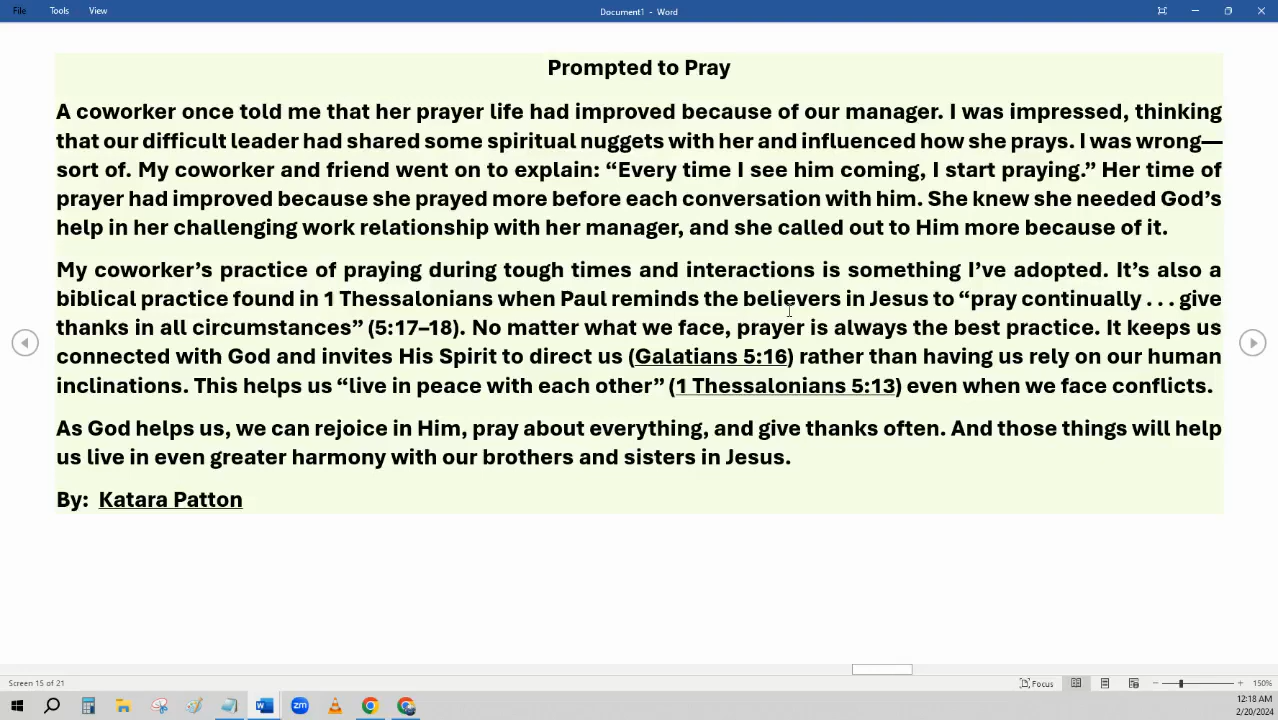 File Tools View Document1 - Word
Prompted to Pray
A coworker once told me that her prayer life had improved because of our manager. I was impressed, thinking
that our difficult leader had shared some spiritual nuggets with her and influenced how she prays. I was wrong—
sort of. My coworker and friend went on to explain: “Every time I see him coming, I start praying.” Her time of
prayer had improved because she prayed more before each conversation with him. She knew she needed God’s
help in her challenging work relationship with her manager, and she called out to Him more because of it.
My coworker’s practice of praying during tough times and interactions is something I’ve adopted. It’s also a
biblical practice found in 1 Thessalonians when Paul reminds the believers in Jesus to “pray continually . . . give
thanks in all circumstances” (5:17–18). No matter what we face, prayer is always the best practice. It keeps us
connected with God and invites His Spirit to direct us (Galatians 5:16) rather than having us rely on our human
inclinations. This helps us “live in peace with each other” (1 Thessalonians 5:13) even when we face conflicts.
As God helps us, we can rejoice in Him, pray about everything, and give thanks often. And those things will help
us live in even greater harmony with our brothers and sisters in Jesus.
By: Katara Patton
Screen 15 of 21 Focus 150%
zm W 12:18 AM
2/20/2024